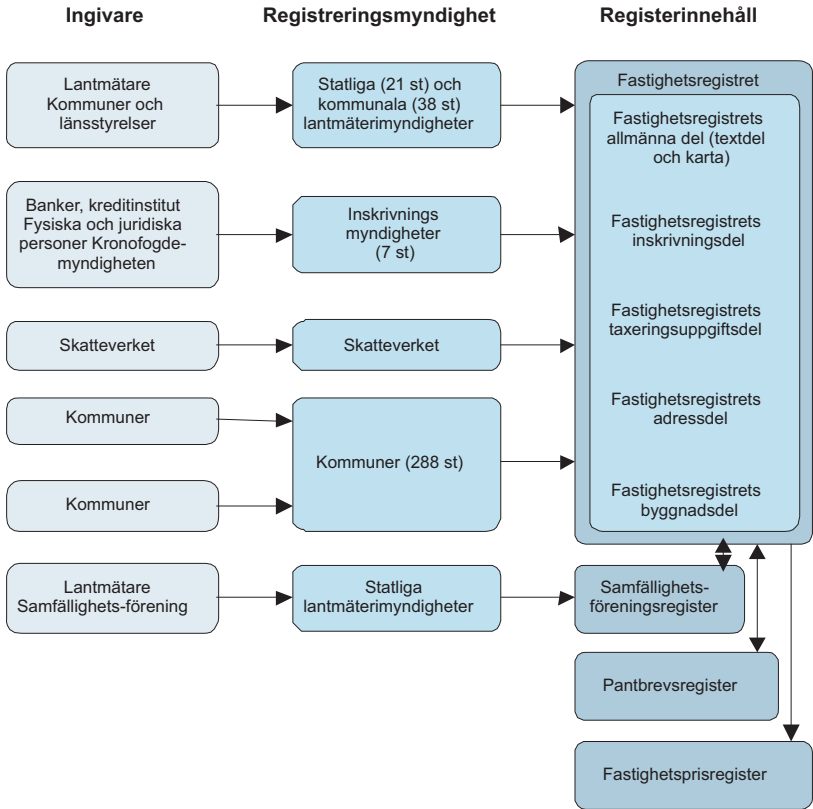 Ingivare
Registreringsmyndighet
Registerinnehåll
Lantmätare
Kommuner och
länsstyrelser
Statliga (21 st) och
kommunala (38 st)
lantmäterimyndigheter
Fastighetsregistret
Fastighetsregistrets
allmänna del (textdel
och karta)
Banker, kreditinstitut
Fysiska och juridiska
personer Kronofogde-
myndigheten
Inskrivnings
myndigheter
(7 st)
Fastighetsregistrets
inskrivningsdel
Skatteverket
Skatteverket
Fastighetsregistrets
taxeringsuppgiftsdel
Kommuner
Kommuner
Kommuner (288 st)
Fastighetsregistrets
adressdel
Fastighetsregistrets
byggnadsdel
Lantmätare
Samfällighets-förening
Statliga
lantmäterimyndigheter
Samfällighets-
föreningsregister
Pantbrevsregister
Fastighetsprisregister